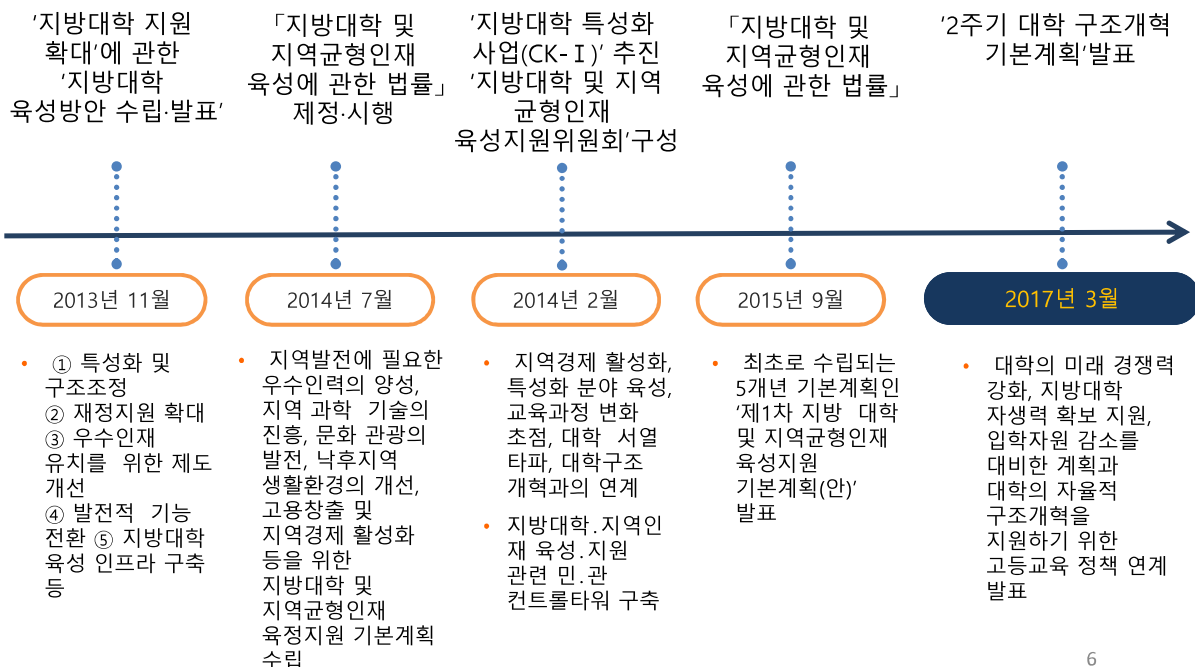 '지방대학 지원
확대'에 관한
'지방대학
육성방안 수립·발표'
「지방대학 및
지역균형인재
육성에 관한 법률」
제정·시행
'지방대학 특성화
사업(CK-Ⅰ)' 추진
'지방대학 및 지역
균형인재
육성지원위원회'구성
「지방대학 및
지역균형인재
육성에 관한 법률」
'2주기 대학 구조개혁
기본계획'발표
2013년 11월
2014년 7월
2014년 2월
2015년 9월
2017년 3월
• ① 특성화 및
구조조정
② 재정지원 확대
③ 우수인재
유치를 위한 제도
개선
④ 발전적 기능
전환 ⑤ 지방대학
육성 인프라 구축
등
• 지역발전에 필요한
우수인력의 양성,
지역 과학 기술의
진흥, 문화 관광의
발전, 낙후지역
생활환경의 개선,
고용창출 및
지역경제 활성화
등을 위한
지방대학 및
지역균형인재
육정지원 기본계획
수립
• 지역경제 활성화,
특성화 분야 육성,
교육과정 변화
초점, 대학 서열
타파, 대학구조
개혁과의 연계
• 지방대학.지역인
재 육성.지원
관련 민.관
컨트롤타워 구축
• 최초로 수립되는
5개년 기본계획인
'제1차 지방 대학
및 지역균형인재
육성지원
기본계획(안)'
발표
• 대학의 미래 경쟁력
강화, 지방대학
자생력 확보 지원,
입학자원 감소를
대비한 계획과
대학의 자율적
구조개혁을
지원하기 위한
고등교육 정책 연계
발표
6